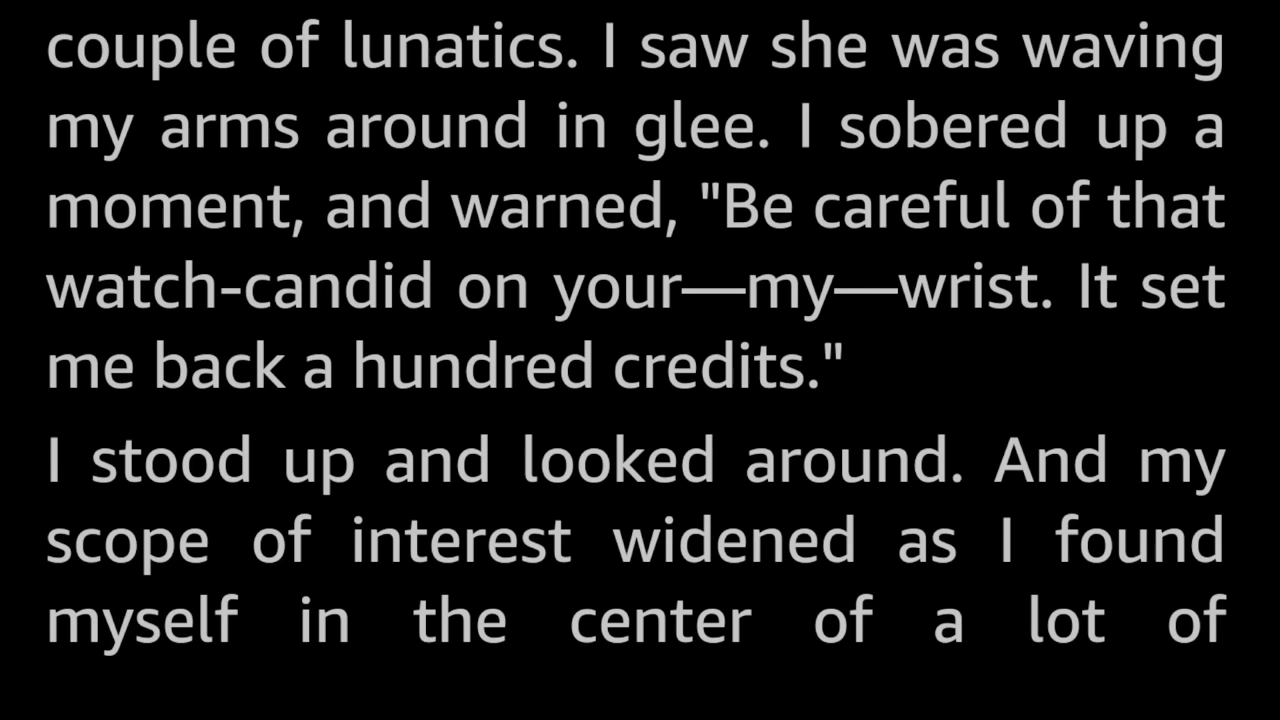 couple of lunatics. I saw she was waving
my arms around in glee. I sobered up a
moment, and warned, "Be careful of that
watch-candid on your—my—wrist. It set
me back a hundred credits."
I stood up and looked around. And my
scope of interest widened as I found
myself in the center of a lot of